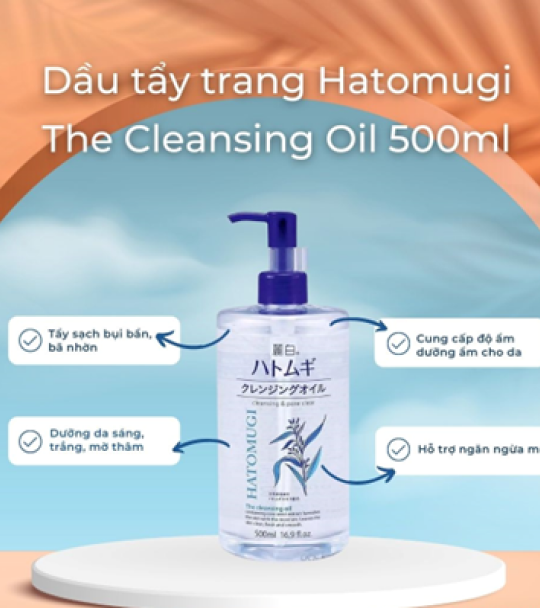 Dầu tẩy trang Hatomugi
The Cleansing Oil 500ml
Tẩy sạch bụi bẩn,
bã nhờn
Cung cấp độ ẩm
dưỡng ẩm cho da
Dưỡng da sáng,
trắng, mờ thâm
Hỗ trợ ngăn ngừa m
麗白
ハトムギ
クレンジングオイル
cleansing & pore clear
HATOMUGI
The cleansing oil
500ml 16.9 fl.oz